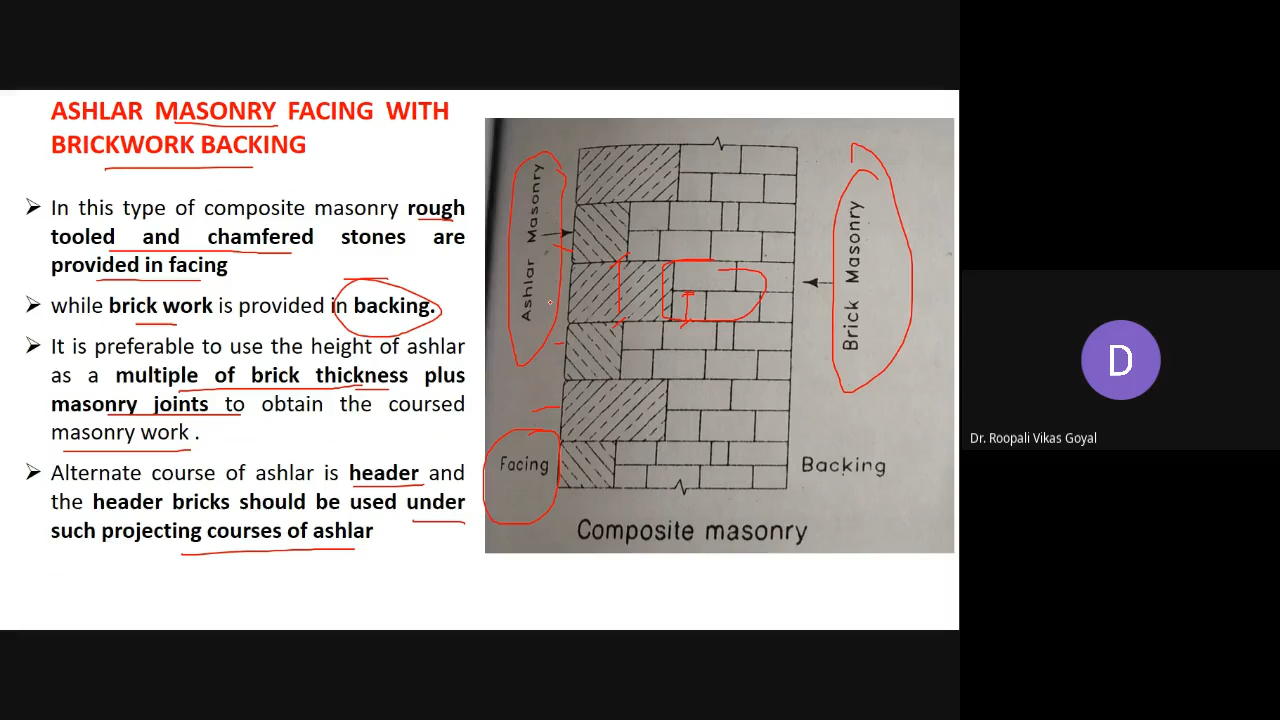 ASHLAR MASONRY FACING WITH
BRICKWORK BACKING
➢ In this type of composite masonry rough
tooled and chamfered stones are
provided in facing
➢ while brick work is provided in backing.
➢ It is preferable to use the height of ashlar
as a multiple of brick thickness plus
masonry joints to obtain the coursed
masonry work .
➢ Alternate course of ashlar is header and
the header bricks should be used under
such projecting courses of ashlar
Ashlar Masonry
Brick Masonry
Facing
Backing
Composite masonry
D
Dr. Roopali Vikas Goyal